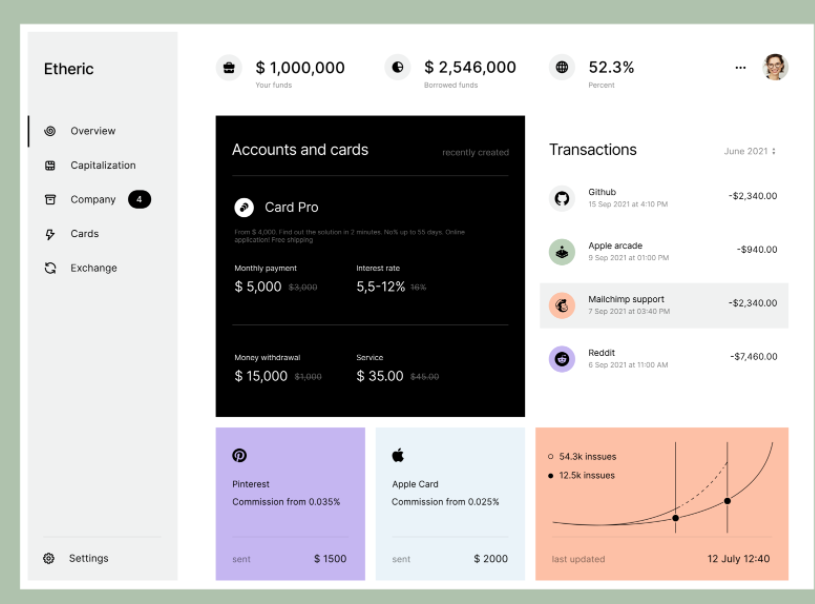 Etheric
Overview
Capitalization
Company 4
Cards
Exchange
Settings
$ 1,000,000
Your funds
$ 2,546,000
Borrowed funds
52.3%
Percent
Accounts and cards
recently created
Card Pro
From $ 4,000. Find out the solution in 2 minutes. No% up to 55 days. Online
application! Free shipping
Monthly payment
$ 5,000 $3,000
Interest rate
5,5-12% 16%
Money withdrawal
$ 15,000 $1,000
Service
$ 35.00 $45.00
Transactions
June 2021
Github
15 Sep 2021 at 4:10 PM
-$2,340.00
Apple arcade
9 Sep 2021 at 01:00 PM
-$940.00
Mailchimp support
7 Sep 2021 at 03:40 PM
-$2,340.00
Reddit
6 Sep 2021 at 11:00 AM
-$7,460.00
Pinterest
Commission from 0.035%
sent $ 1500
Apple Card
Commission from 0.025%
sent $ 2000
54.3k inssues
12.5k inssues
last updated 12 July 12:40